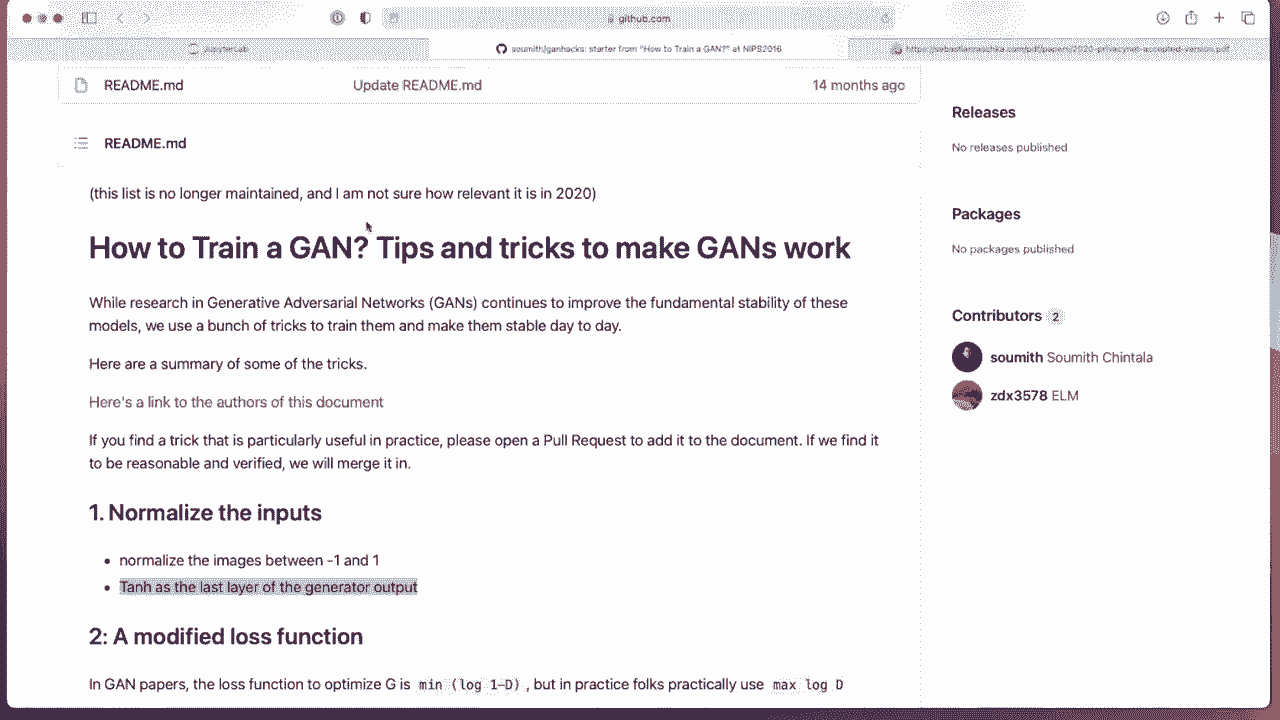 github.com
JupyterLab
soumith/ganhacks: starter from "How to Train a GAN?" at NIPS2016
README.md
Update README.md
14 months ago
README.md
(this list is no longer maintained, and I am not sure how relevant it is in 2020)
How to Train a GAN? Tips and tricks to make GANs work
While research in Generative Adversarial Networks (GANs) continues to improve the fundamental stability of these
models, we use a bunch of tricks to train them and make them stable day to day.
Here are a summary of some of the tricks.
Here's a link to the authors of this document
If you find a trick that is particularly useful in practice, please open a Pull Request to add it to the document. If we find it
to be reasonable and verified, we will merge it in.
1. Normalize the inputs
• normalize the images between -1 and 1
• Tanh as the last layer of the generator output
2: A modified loss function
In GAN papers, the loss function to optimize G is min (log 1-D) , but in practice folks practically use max log D
Releases
No releases published
Packages
No packages published
Contributors 2
soumith Soumith Chintala
zdx3578 ELM